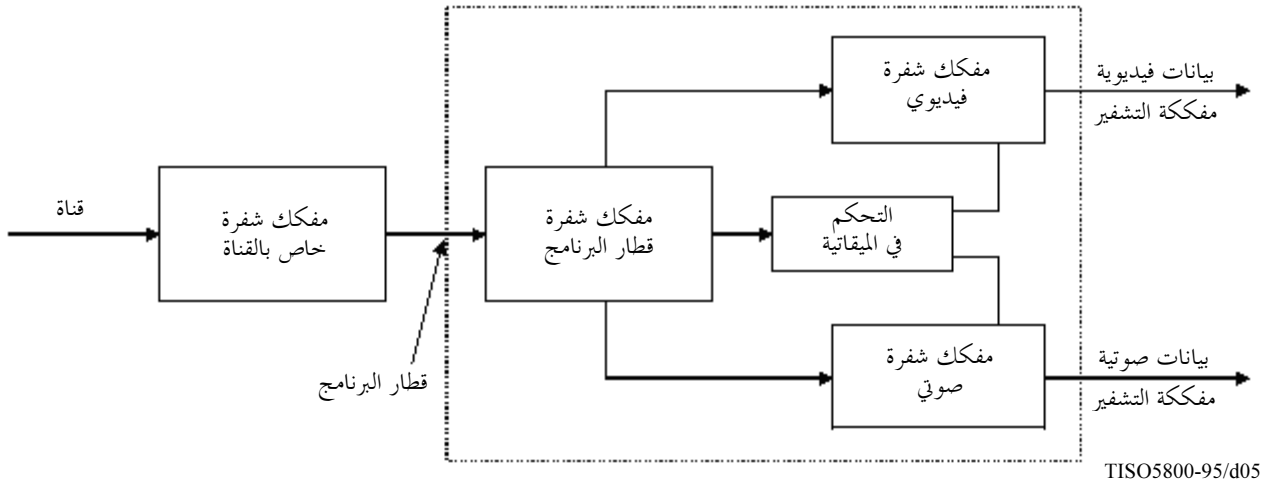 مفكك شفرة
فيديوي
بيانات فيديوية
مفككة التشفير
قناة
مفكك شفرة
خاص بالقناة
مفكك شفرة
قطار البرنامج
التحكم
في الميقاتية
قطار البرنامج
مفكك شفرة
صوتي
بيانات صوتية
مفككة التشفير
TISO5800-95/d05